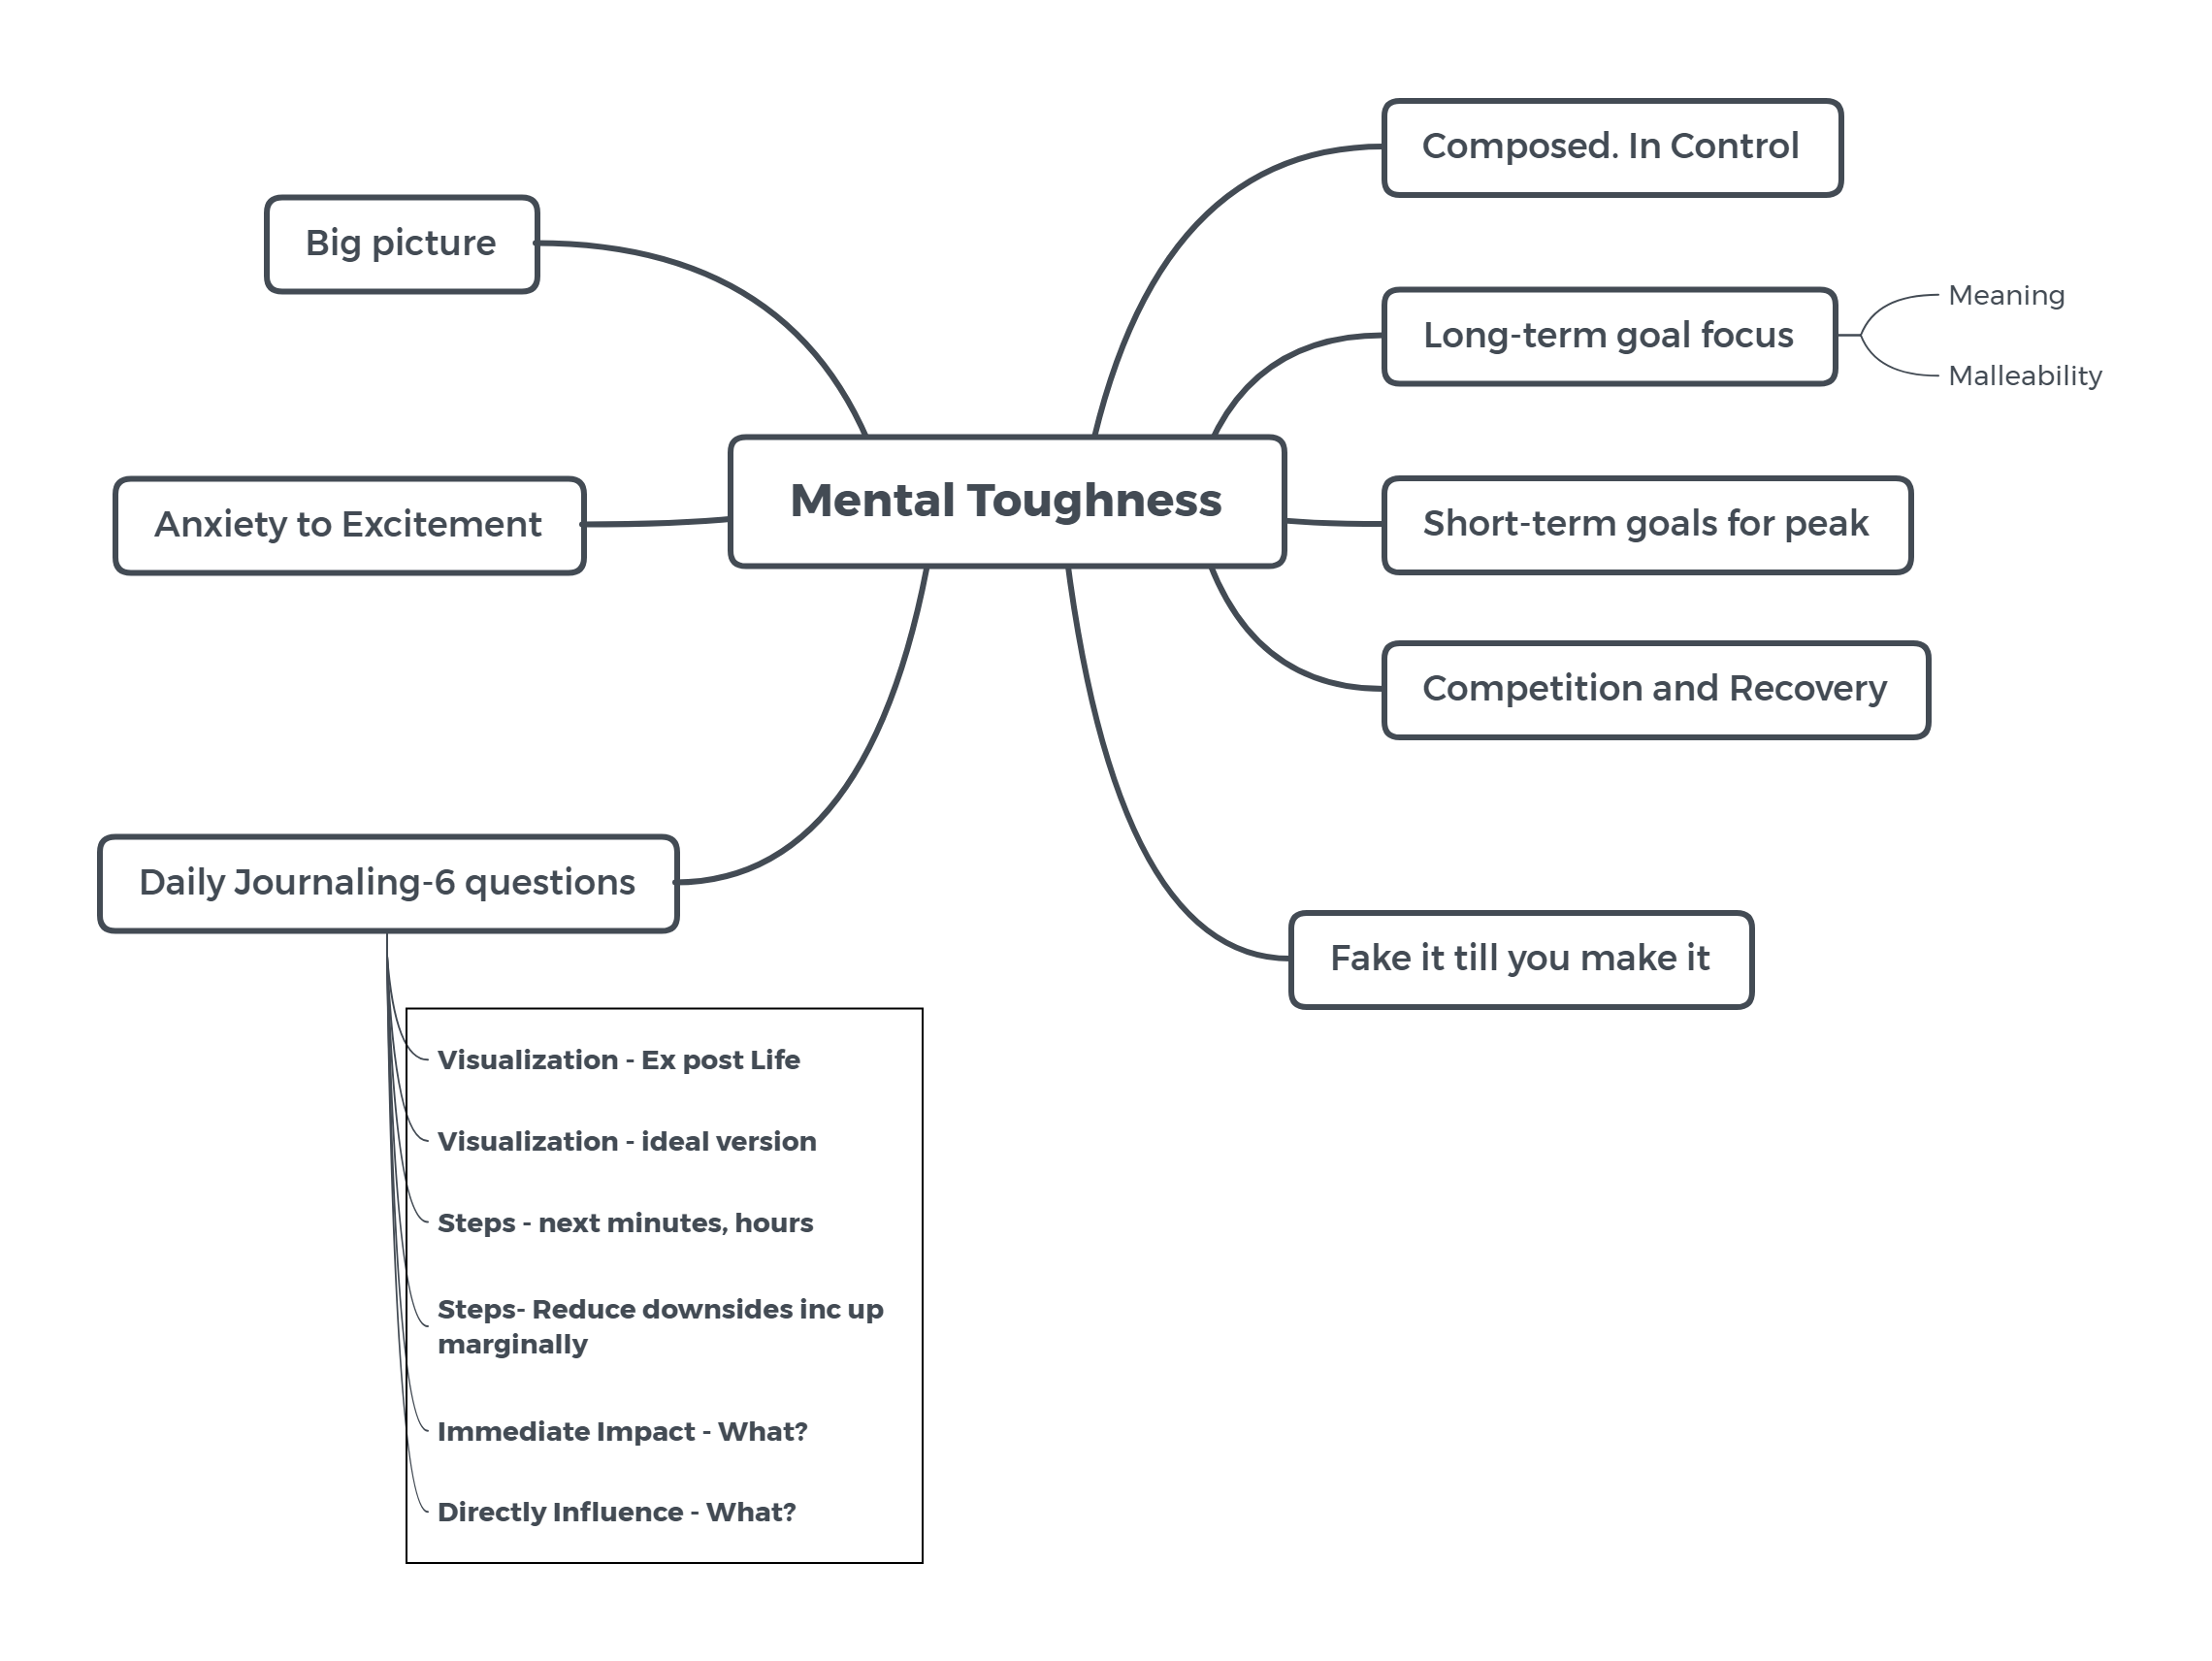 Mental Toughness
Composed. In Control
Long-term goal focus
Meaning
Malleability
Short-term goals for peak
Competition and Recovery
Fake it till you make it
Big picture
Anxiety to Excitement
Daily Journaling-6 questions
Visualization - Ex post Life
Visualization - ideal version
Steps - next minutes, hours
Steps- Reduce downsides inc up
marginally
Immediate Impact - What?
Directly Influence - What?